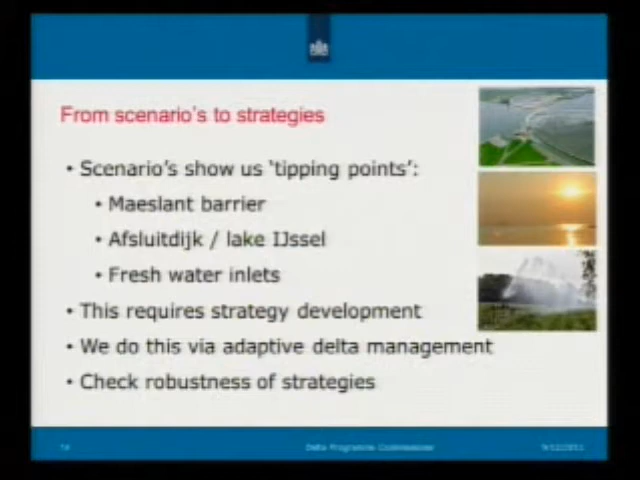 From scenario's to strategies
• Scenario's show us 'tipping points':
• Maeslant barrier
• Afsluitdijk / lake IJssel
• Fresh water inlets
• This requires strategy development
• We do this via adaptive delta management
• Check robustness of strategies
Delta Programme Commissioner